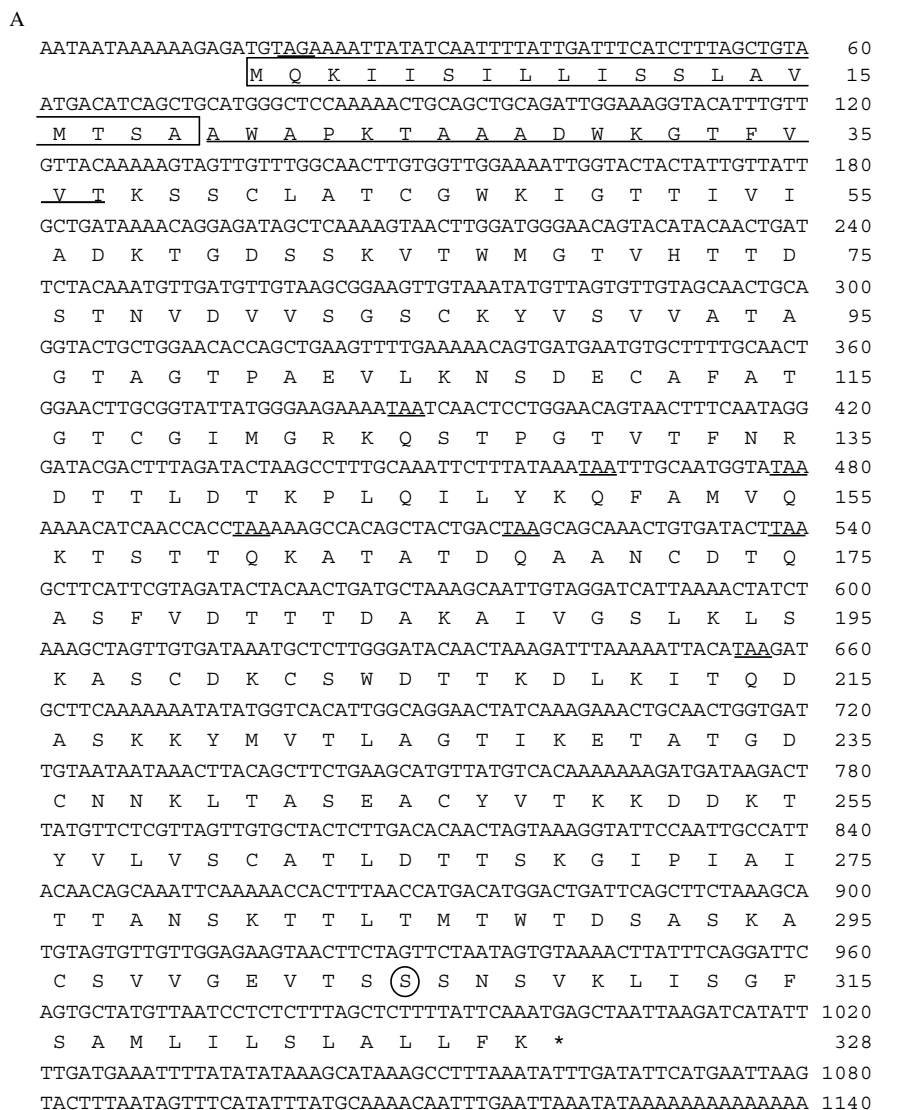 A
AATAATAAAAAAGAGATGTAGAAAATTATATCAATTTTATTGATTTCATCTTTAGCTGTA 60
M Q K I I S I L L I S S L A V 15
ATGACATCAGCTGCATGGGCTCCAAAAACTGCAGCTGCAGATTGGAAAGGTACATTTGTT 120
M T S A A W A P K T A A A D W K G T F V 35
GTTACAAAAAGTAGTTGTTTGGCAACTTGTGGTTGGAAAATTGGTACTACTATTGTTATT 180
V T K S S C L A T C G W K I G T T I V I 55
GCTGATAAAACAGGAGATAGCTCAAAAGTAACTTGGATGGGAACAGTACATACAACTGAT 240
A D K T G D S S K V T W M G T V H T T D 75
TCTACAAATGTTGATGTTGTAAGCGGAAGTTGTAAATATGTTAGTGTTGTAGCAACTGCA 300
S T N V D V V S G S C K Y V S V V A T A 95
GGTACTGCTGGAACACCAGCTGAAGTTTTGAAAAACAGTGATGAATGTGCTTTTGCAACT 360
G T A G T P A E V L K N S D E C A F A T 115
GGAACTTGCGGTATTATGGGAAGAAAATAATCAACTCCTGGAACAGTAACTTTCAATAGG 420
G T C G I M G R K Q S T P G T V T F N R 135
GATACGACTTTAGATACTAAGCCTTTGCAAATTCTTTATAAATAATTTGCAATGGTATAA 480
D T T L D T K P L Q I L Y K Q F A M V Q 155
AAAACATCAACCACCTAAAAAGCCACAGCTACTGACTAAGCAGCAAACTGTGATACTTAA 540
K T S T T Q K A T A T D Q A A N C D T Q 175
GCTTCATTCGTAGATACTACAACTGATGCTAAAGCAATTGTAGGATCATTAAAACTATCT 600
A S F V D T T T D A K A I V G S L K L S 195
AAAGCTAGTTGTGATAAATGCTCTTGGGATACAACTAAAGATTTAAAAATTACATAAGAT 660
K A S C D K C S W D T T K D L K I T Q D 215
GCTTCAAAAAAATATATGGTCACATTGGCAGGAACTATCAAAGAAACTGCAACTGGTGAT 720
A S K K Y M V T L A G T I K E T A T G D 235
TGTAATAATAAACTTACAGCTTCTGAAGCATGTTATGTCACAAAAAAAGATGATAAGACT 780
C N N K L T A S E A C Y V T K K D D K T 255
TATGTTCTCGTTAGTTGTGCTACTCTTGACACAACTAGTAAAGGTATTCCAATTGCCATT 840
Y V L V S C A T L D T T S K G I P I A I 275
ACAACAGCAAATTCAAAAACCACTTTAACCATGACATGGACTGATTCAGCTTCTAAAGCA 900
T T A N S K T T L T M T W T D S A S K A 295
TGTAGTGTTGTTGGAGAAGTAACTTCTAGTTCTAATAGTGTAAAACTTATTTCAGGATTC 960
C S V V G E V T S S S N S V K L I S G F 315
AGTGCTATGTTAATCCTCTCTTTAGCTCTTTTATTCAAATGAGCTAATTAAGATCATATT 1020
S A M L I L S L A L L F K * 328
TTGATGAAATTTTATATATAAAGCATAAAGCCTTTAAATATTTGATATTCATGAATTAAG 1080
TACTTTAATAGTTTCATATTTATGCAAAACAATTTGAATTAAATATAAAAAAAAAAAAAA 1140